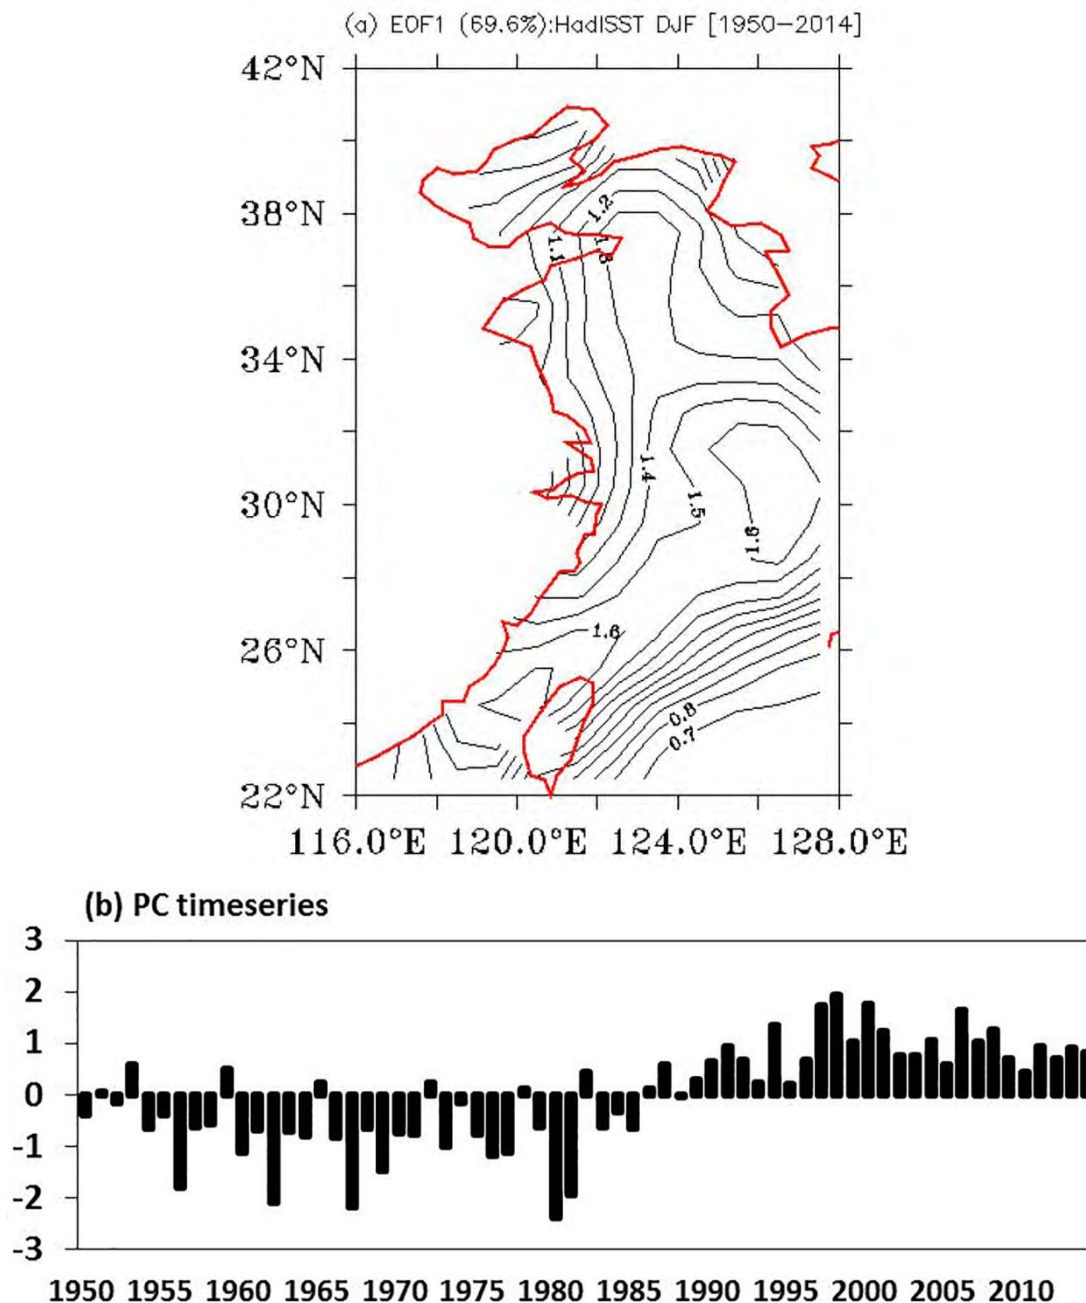 (a) EOF1 (69.6%):HadISST DJF [1950−2014]
42°N
38°N
34°N
30°N
26°N
22°N
1.2
1.1
1.3
1.4
1.5
1.6
1.6
0.8
0.7
116.0°E 120.0°E 124.0°E 128.0°E
(b) PC timeseries
3
2
1
0
-1
-2
-3
1950 1955 1960 1965 1970 1975 1980 1985 1990 1995 2000 2005 2010